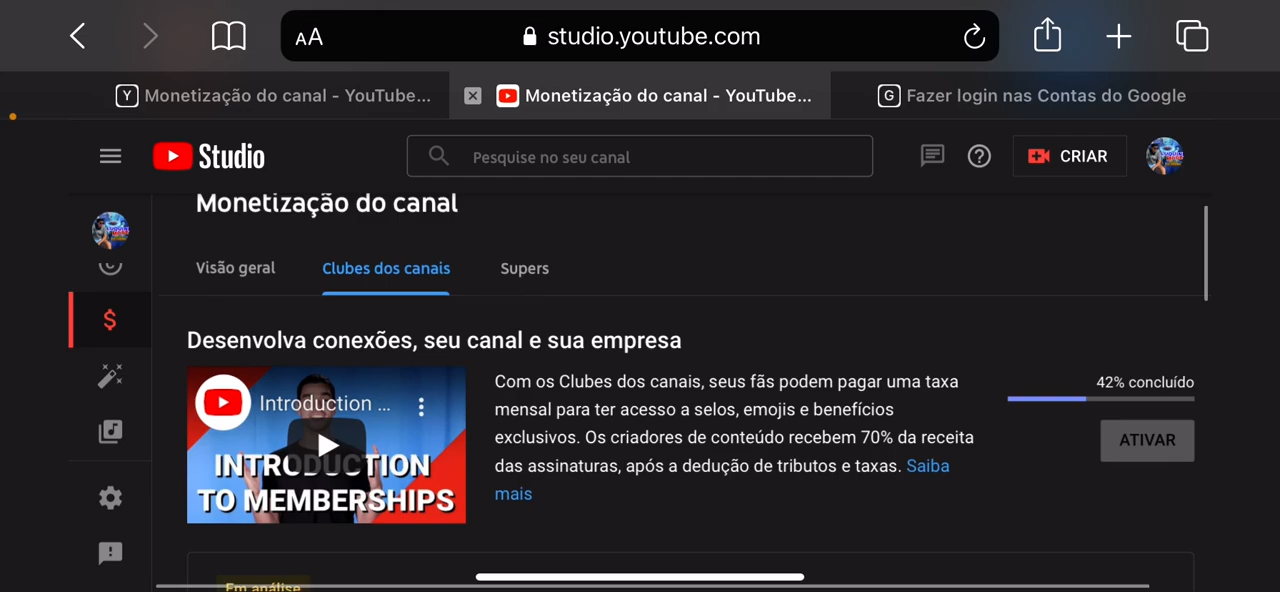 AA studio.youtube.com
Y Monetização do canal - YouTube...
Monetização do canal - YouTube...
G Fazer login nas Contas do Google
Studio
Pesquise no seu canal
CRIAR
Monetização do canal
Visão geral
Clubes dos canais
Supers
$
Desenvolva conexões, seu canal e sua empresa
Introduction ...
INTRODUCTION
TO MEMBERSHIPS
Com os Clubes dos canais, seus fãs podem pagar uma taxa
mensal para ter acesso a selos, emojis e benefícios
exclusivos. Os criadores de conteúdo recebem 70% da receita
das assinaturas, após a dedução de tributos e taxas. Saiba
mais
42% concluído
ATIVAR
Em análise